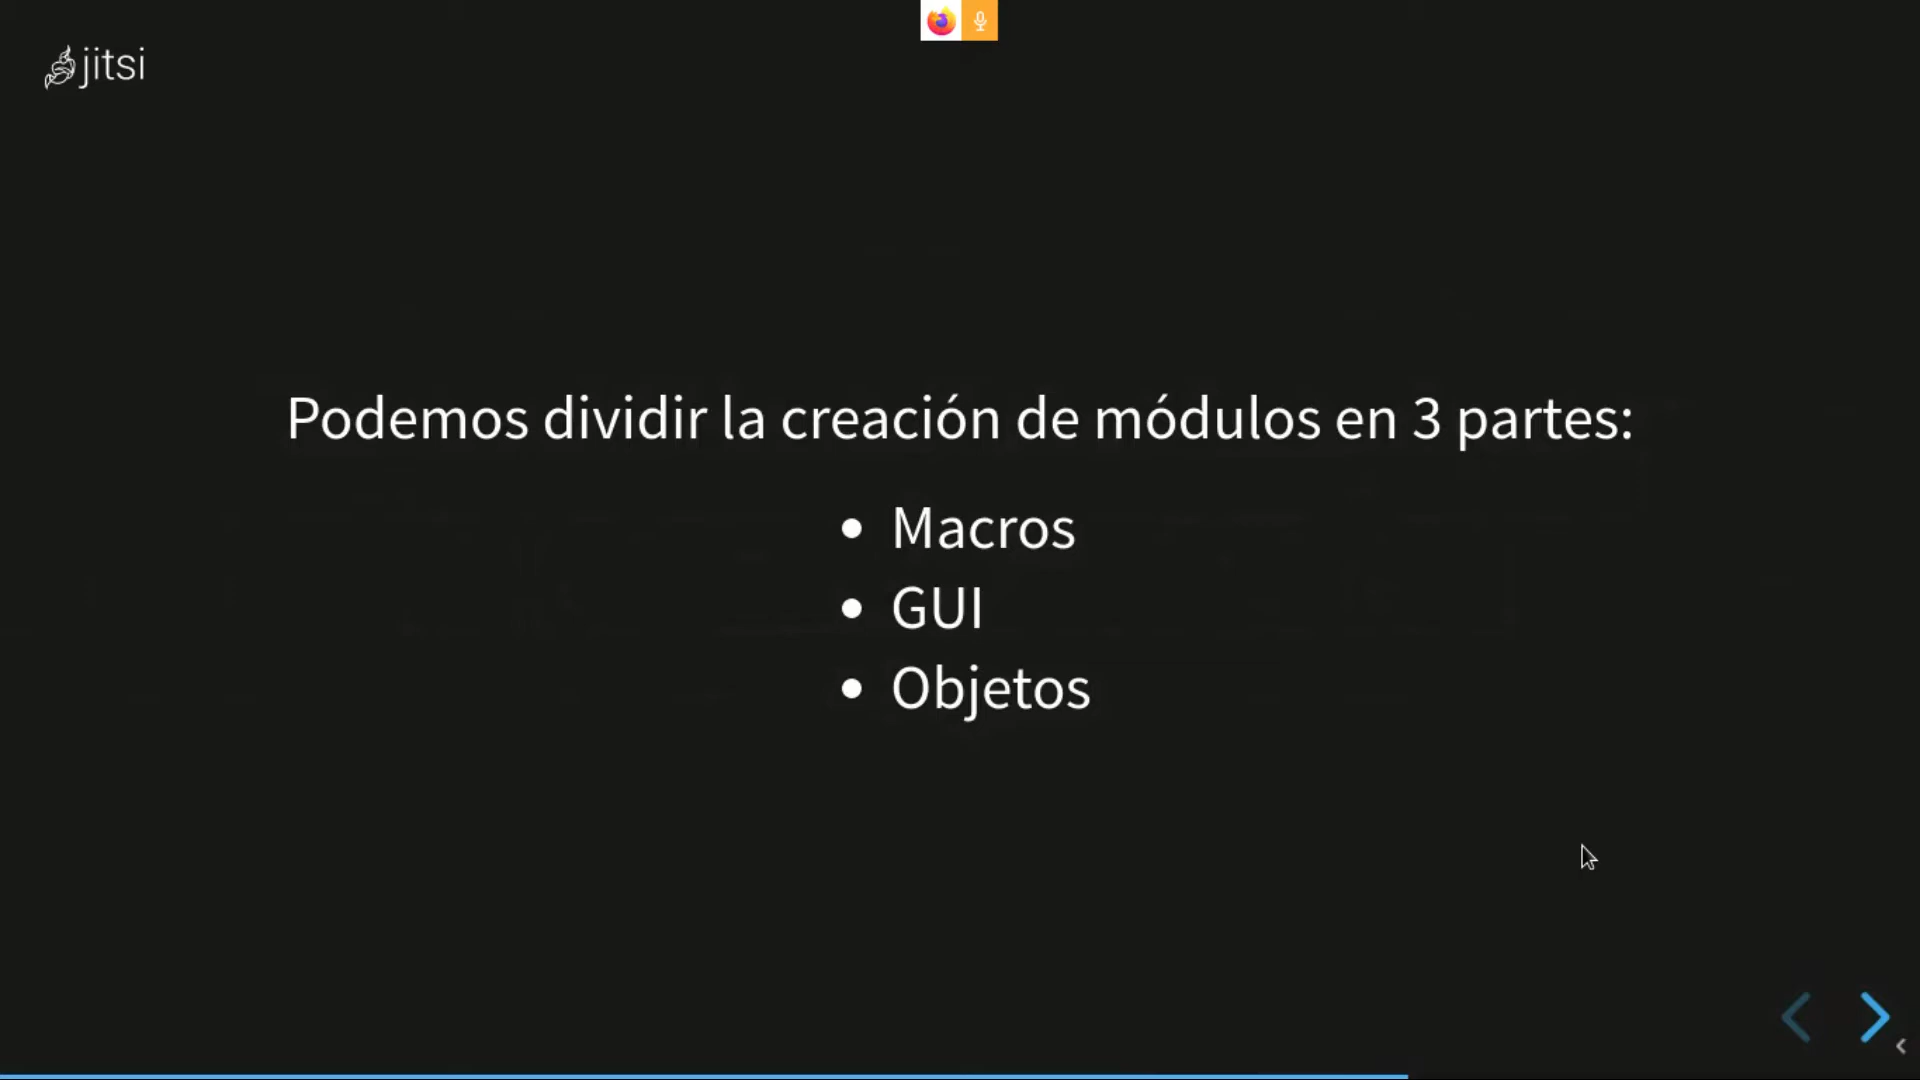 jitsi
Podemos dividir la creación de módulos en 3 partes:
• Macros
• GUI
• Objetos